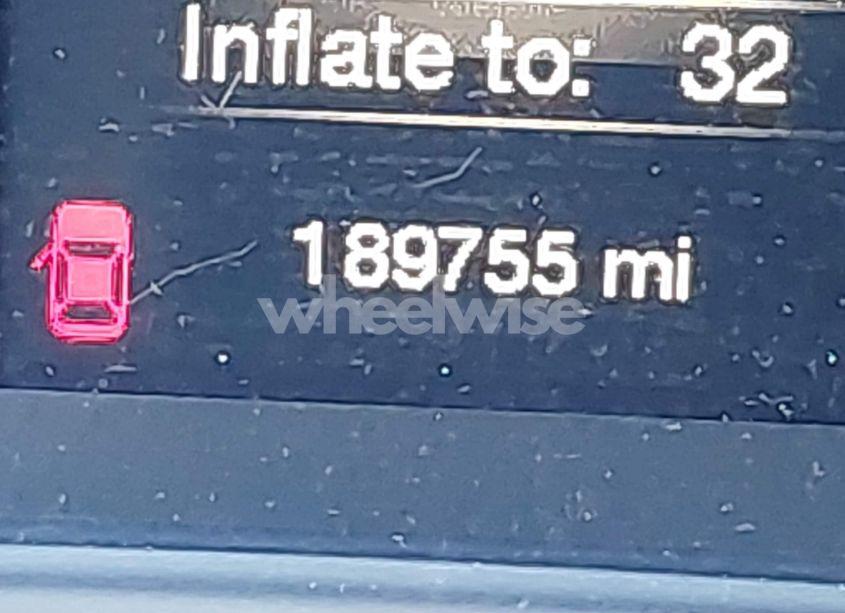 Inflate to: 32
189755 mi
wheelwise